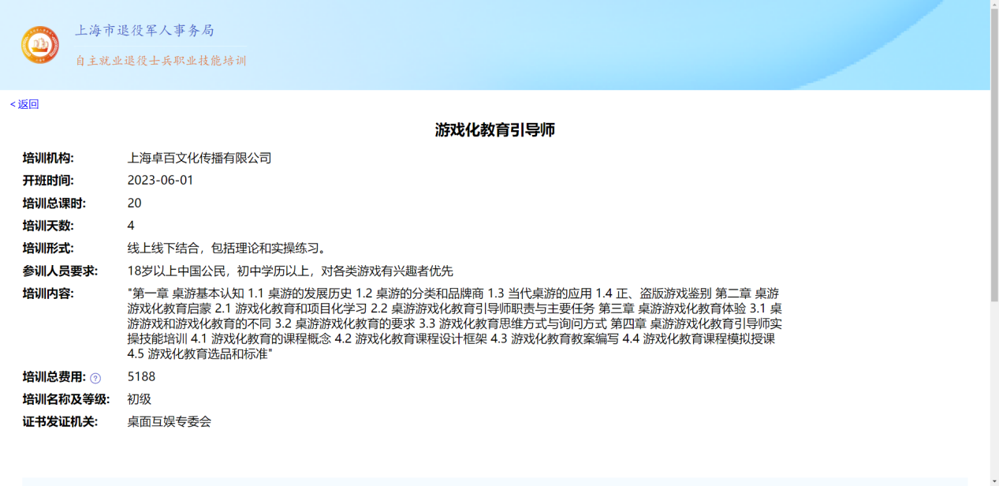 上海市退役军人事务局
自主就业退役士兵职业技能培训
< 返回
游戏化教育引导师
培训机构: 上海卓百文化传播有限公司
开班时间: 2023-06-01
培训总课时: 20
培训天数: 4
培训形式: 线上线下结合，包括理论和实操练习。
参训人员要求: 18岁以上中国公民，初中学历以上，对各类游戏有兴趣者优先
培训内容: "第一章 桌游基本认知 1.1 桌游的发展历史 1.2 桌游的分类和品牌商 1.3 当代桌游的应用 1.4 正、盗版游戏鉴别 第二章 桌游
游戏化教育启蒙 2.1 游戏化教育和项目化学习 2.2 桌游游戏化教育引导师职责与主要任务 第三章 桌游游戏化教育体验 3.1 桌
游游戏和游戏化教育的不同 3.2 桌游游戏化教育的要求 3.3 游戏化教育思维方式与询问方式 第四章 桌游游戏化教育引导师实
操技能培训 4.1 游戏化教育的课程概念 4.2 游戏化教育课程设计框架 4.3 游戏化教育教案编写 4.4 游戏化教育课程模拟授课
4.5 游戏化教育选品和标准"
培训总费用: ? 5188
培训名称及等级: 初级
证书发证机关: 桌面互娱专委会